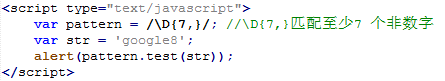 <script type="text/javascript">
var pattern = /\D{7,}/; //\D{7,}匹配至少7 个非数字
var str = 'google8';
alert(pattern.test(str));
</script>